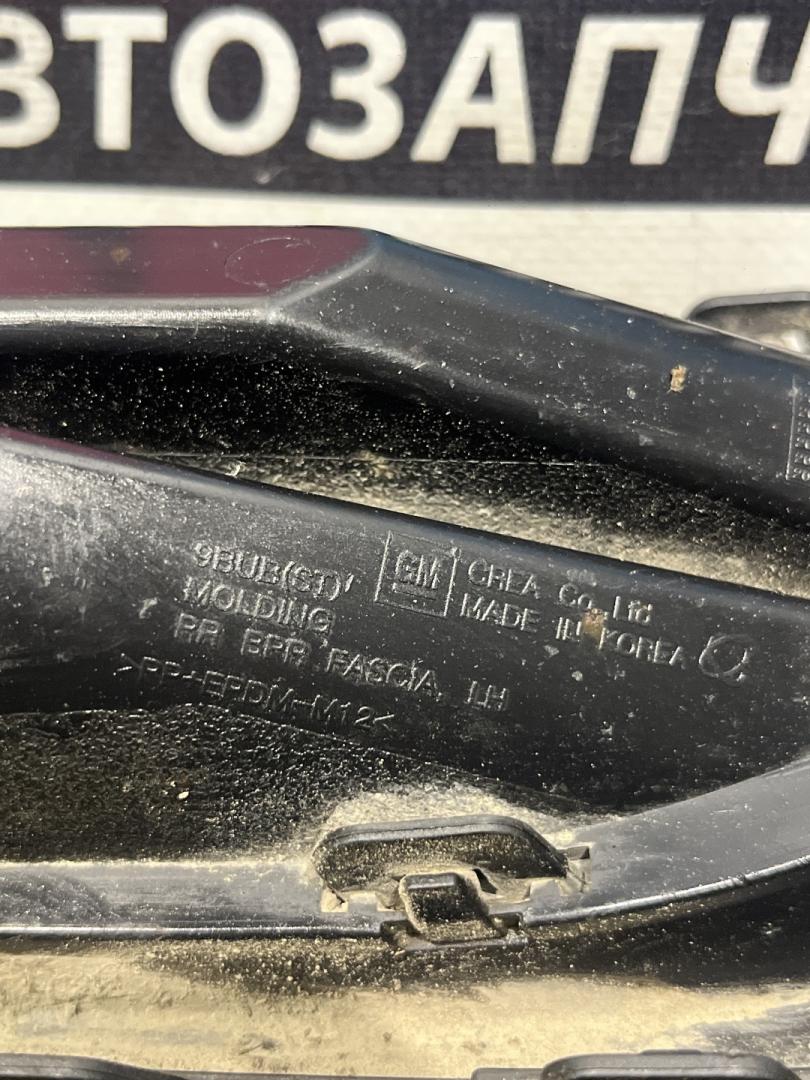 ВТОЗАПЧ
9BUB(ST)'
MOLDING
RR BPR FASCIA, LH
>PP+EPDM-M12<
GM
CREA Co.,Ltd
MADE IN KOREA